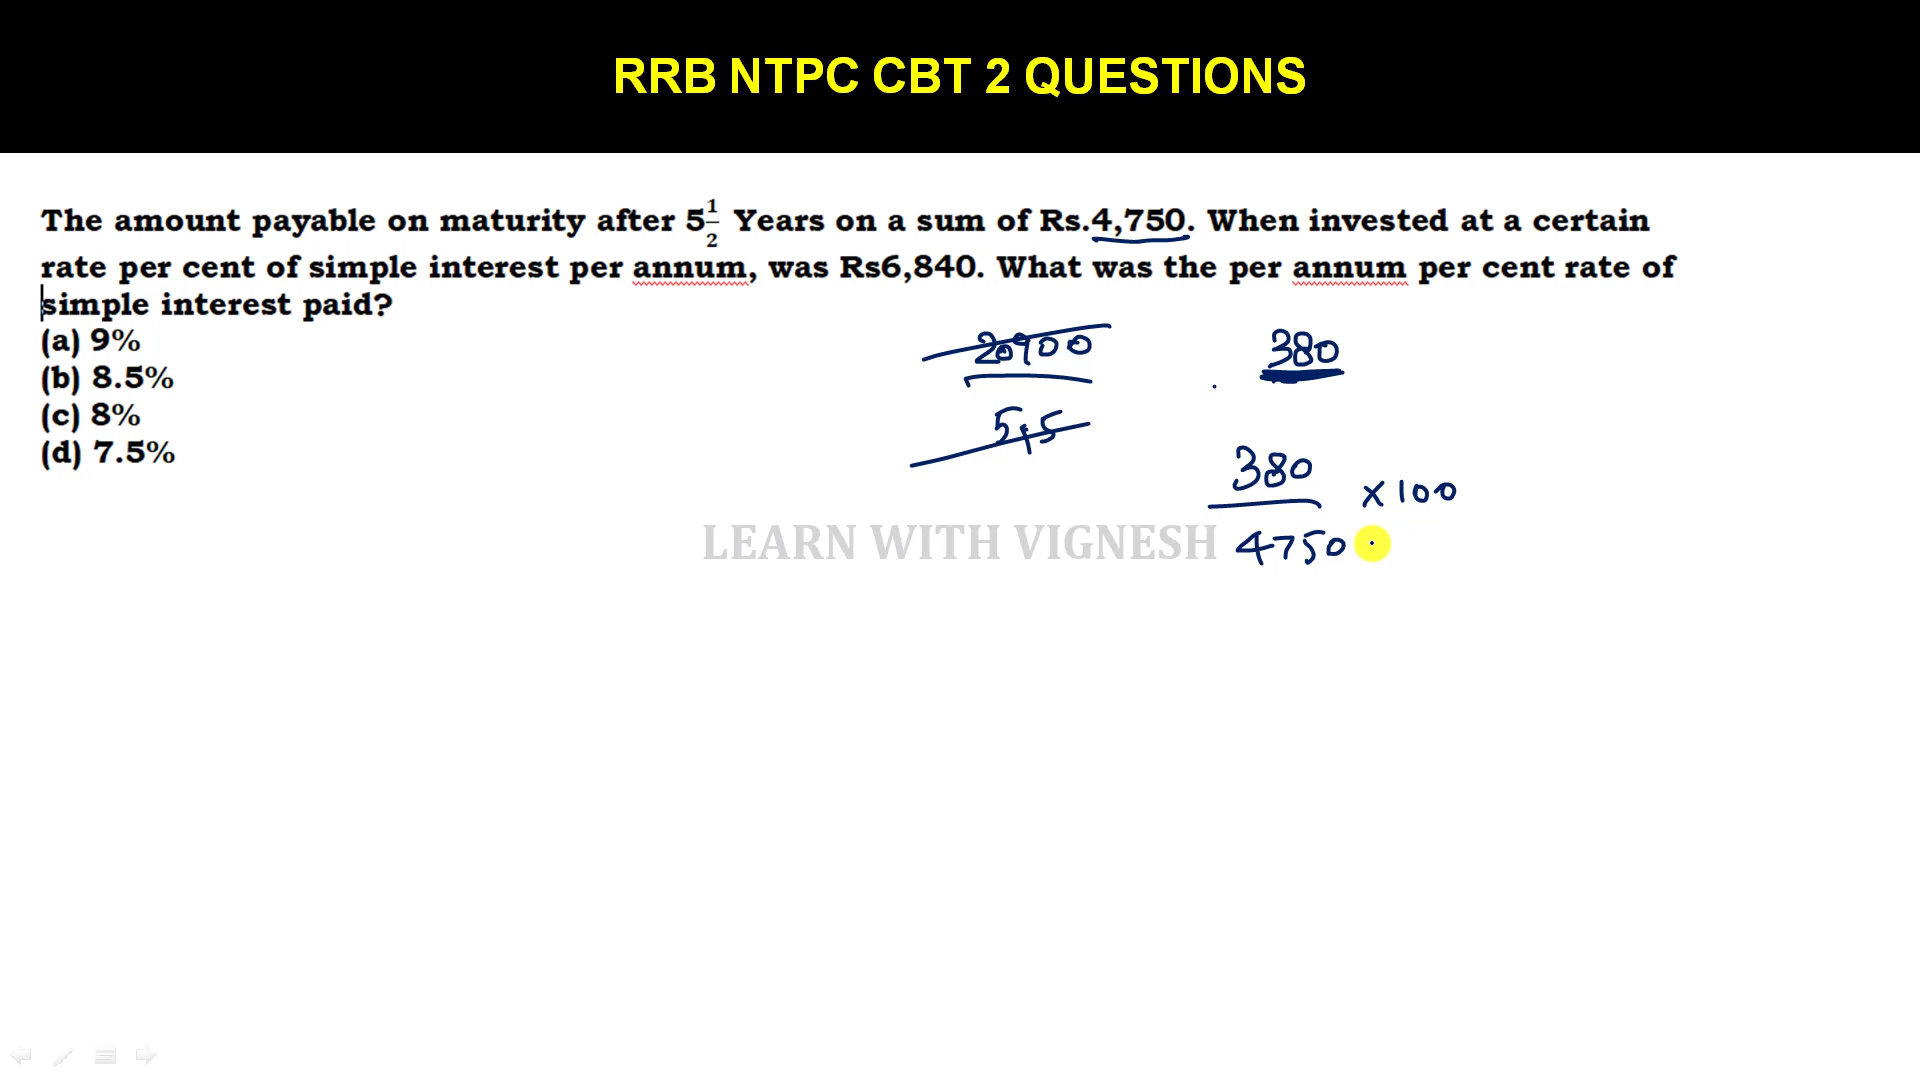 RRB NTPC CBT 2 QUESTIONS
The amount payable on maturity after 5 1/2 Years on a sum of Rs.4,750. When invested at a certain
rate per cent of simple interest per annum, was Rs6,840. What was the per annum per cent rate of
simple interest paid?
(a) 9%
(b) 8.5%
(c) 8%
(d) 7.5%
20900
5.5
380
380
4750
× 100
LEARN WITH VIGNESH